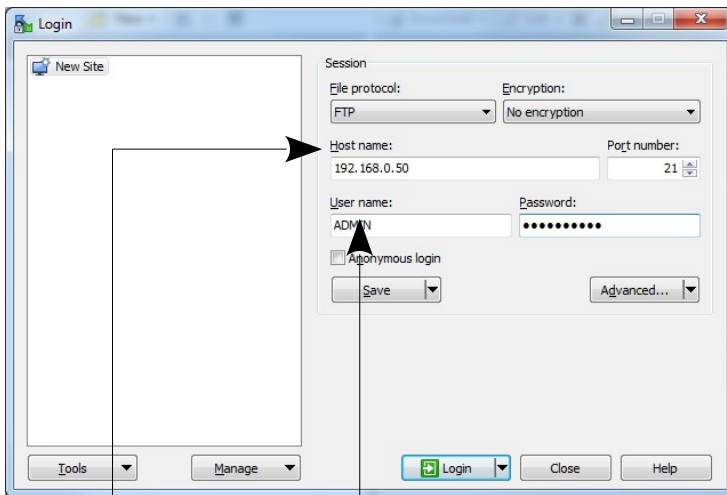 Login
New Site
Session
File protocol:
Encryption:
FTP
No encryption
Host name:
Port number:
192.168.0.50
21
User name:
Password:
ADMIN
●●●●●●●●●●
Anonymous login
Save
Advanced...
Tools
Manage
Login
Close
Help